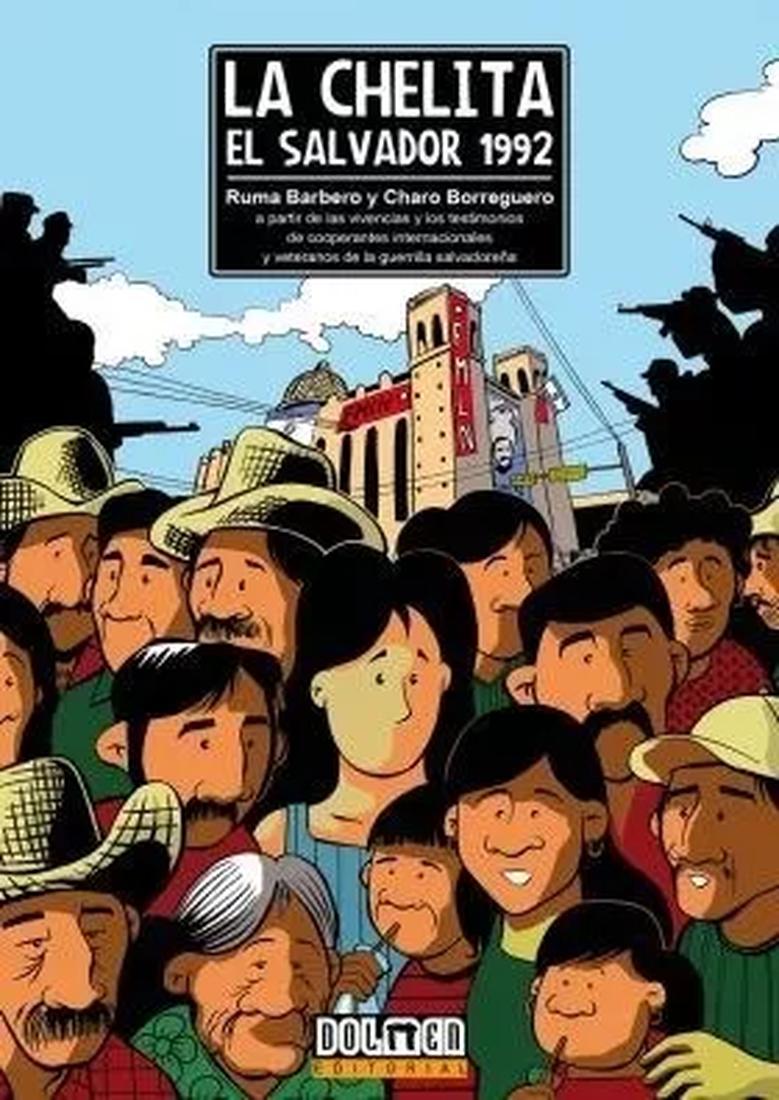 LA CHELITA
EL SALVADOR 1992
Ruma Barbero y Charo Borreguero
a partir de las vivencias y los testimonios
de cooperantes internacionales
y veteranos de la guerrilla salvadoreña
FMLN
FMLN
DOLMEN
EDITORIAL